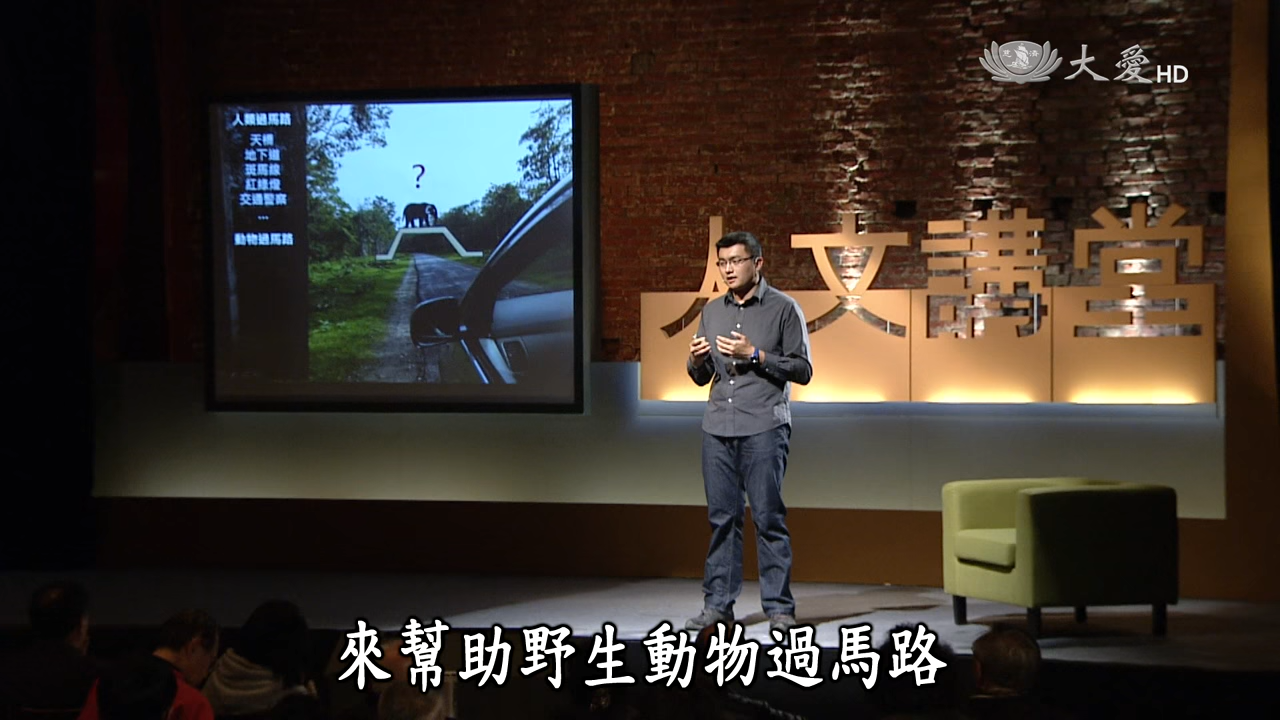 大愛HD
人類過馬路
天橋
地下道
斑馬線
紅綠燈
交通警察
...
動物過馬路
?
人文講堂
來幫助野生動物過馬路